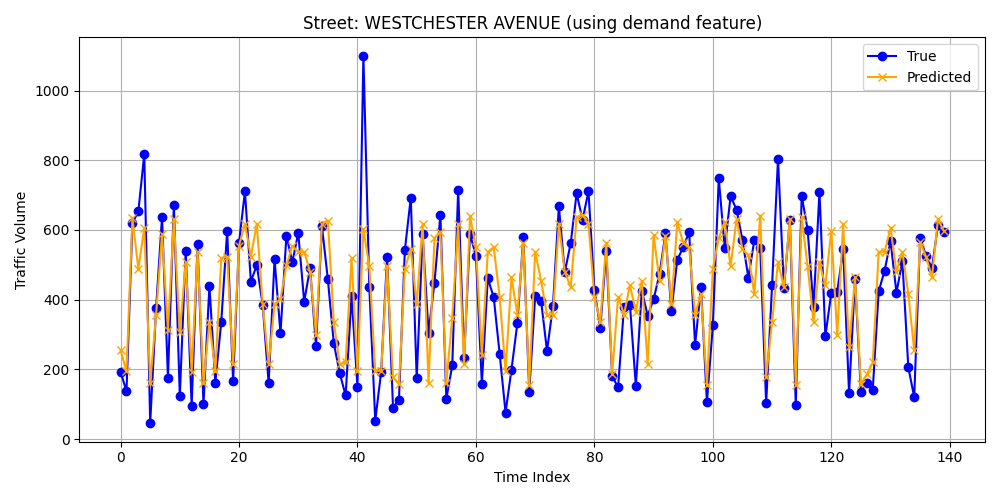 Street: WESTCHESTER AVENUE (using demand feature)
True
Predicted
Traffic Volume
1000
800
600
400
200
0
0 20 40 60 80 100 120 140
Time Index